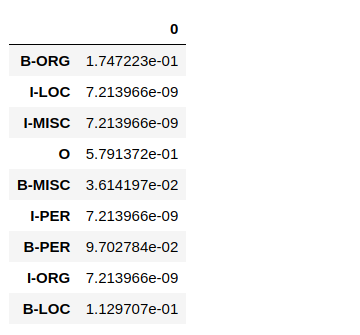 0
B-ORG 1.747223e-01
I-LOC 7.213966e-09
I-MISC 7.213966e-09
O 5.791372e-01
B-MISC 3.614197e-02
I-PER 7.213966e-09
B-PER 9.702784e-02
I-ORG 7.213966e-09
B-LOC 1.129707e-01